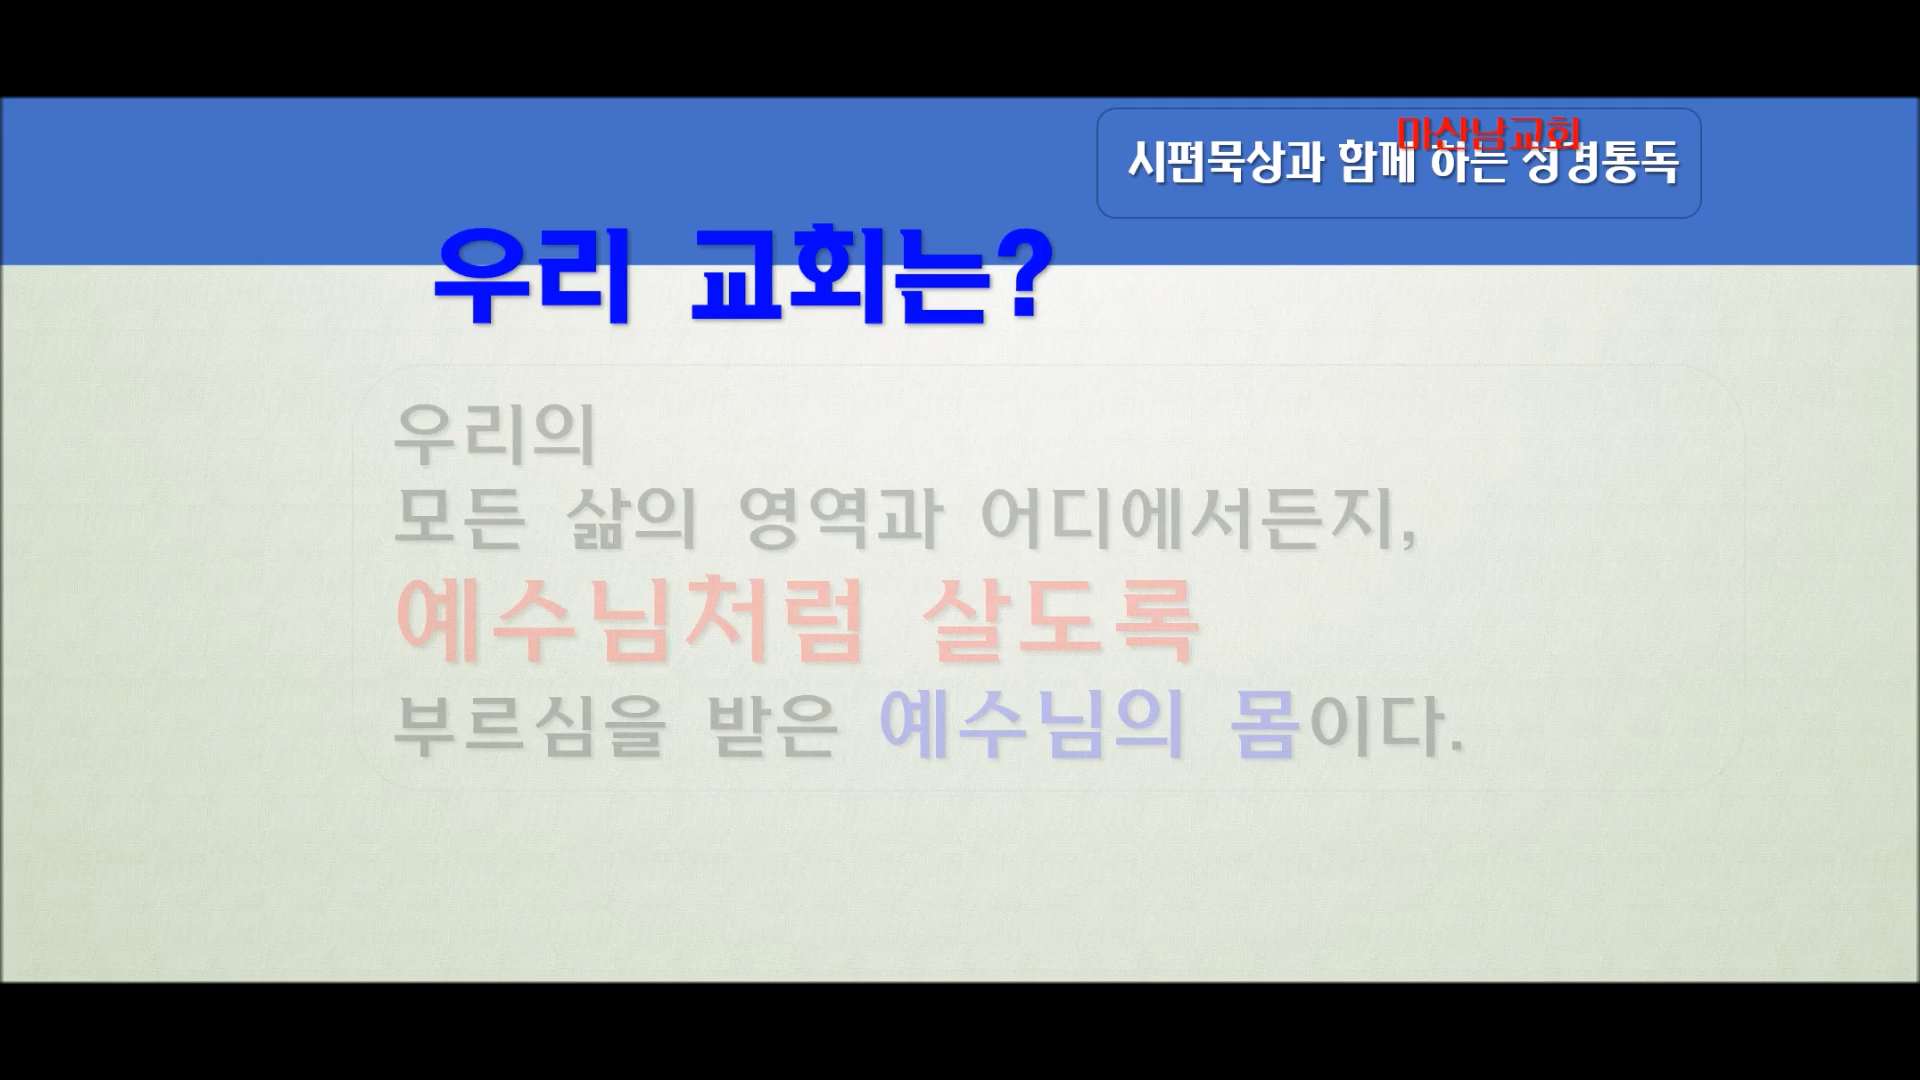 마산남교회
시편묵상과 함께 하는 성경통독
우리 교회는?
우리의
모든 삶의 영역과 어디에서든지,
예수님처럼 살도록
부르심을 받은 예수님의 몸이다.